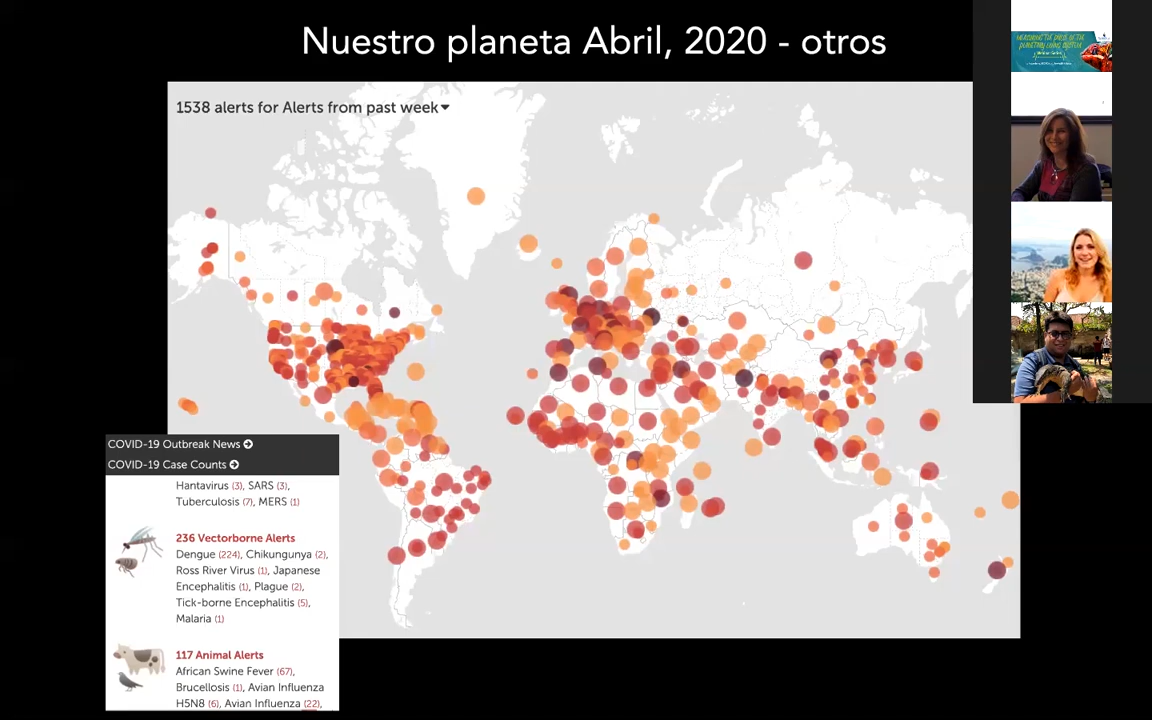 Nuestro planeta Abril, 2020 - otros
1538 alerts for Alerts from past week
COVID-19 Outbreak News
COVID-19 Case Counts
Hantavirus (3), SARS (3),
Tuberculosis (7), MERS (1)
236 Vectorborne Alerts
Dengue (224), Chikungunya (2),
Ross River Virus (1), Japanese
Encephalitis (1), Plague (2),
Tick-borne Encephalitis (5),
Malaria (1)
117 Animal Alerts
African Swine Fever (67),
Brucellosis (1), Avian Influenza
H5N8 (6), Avian Influenza (22),